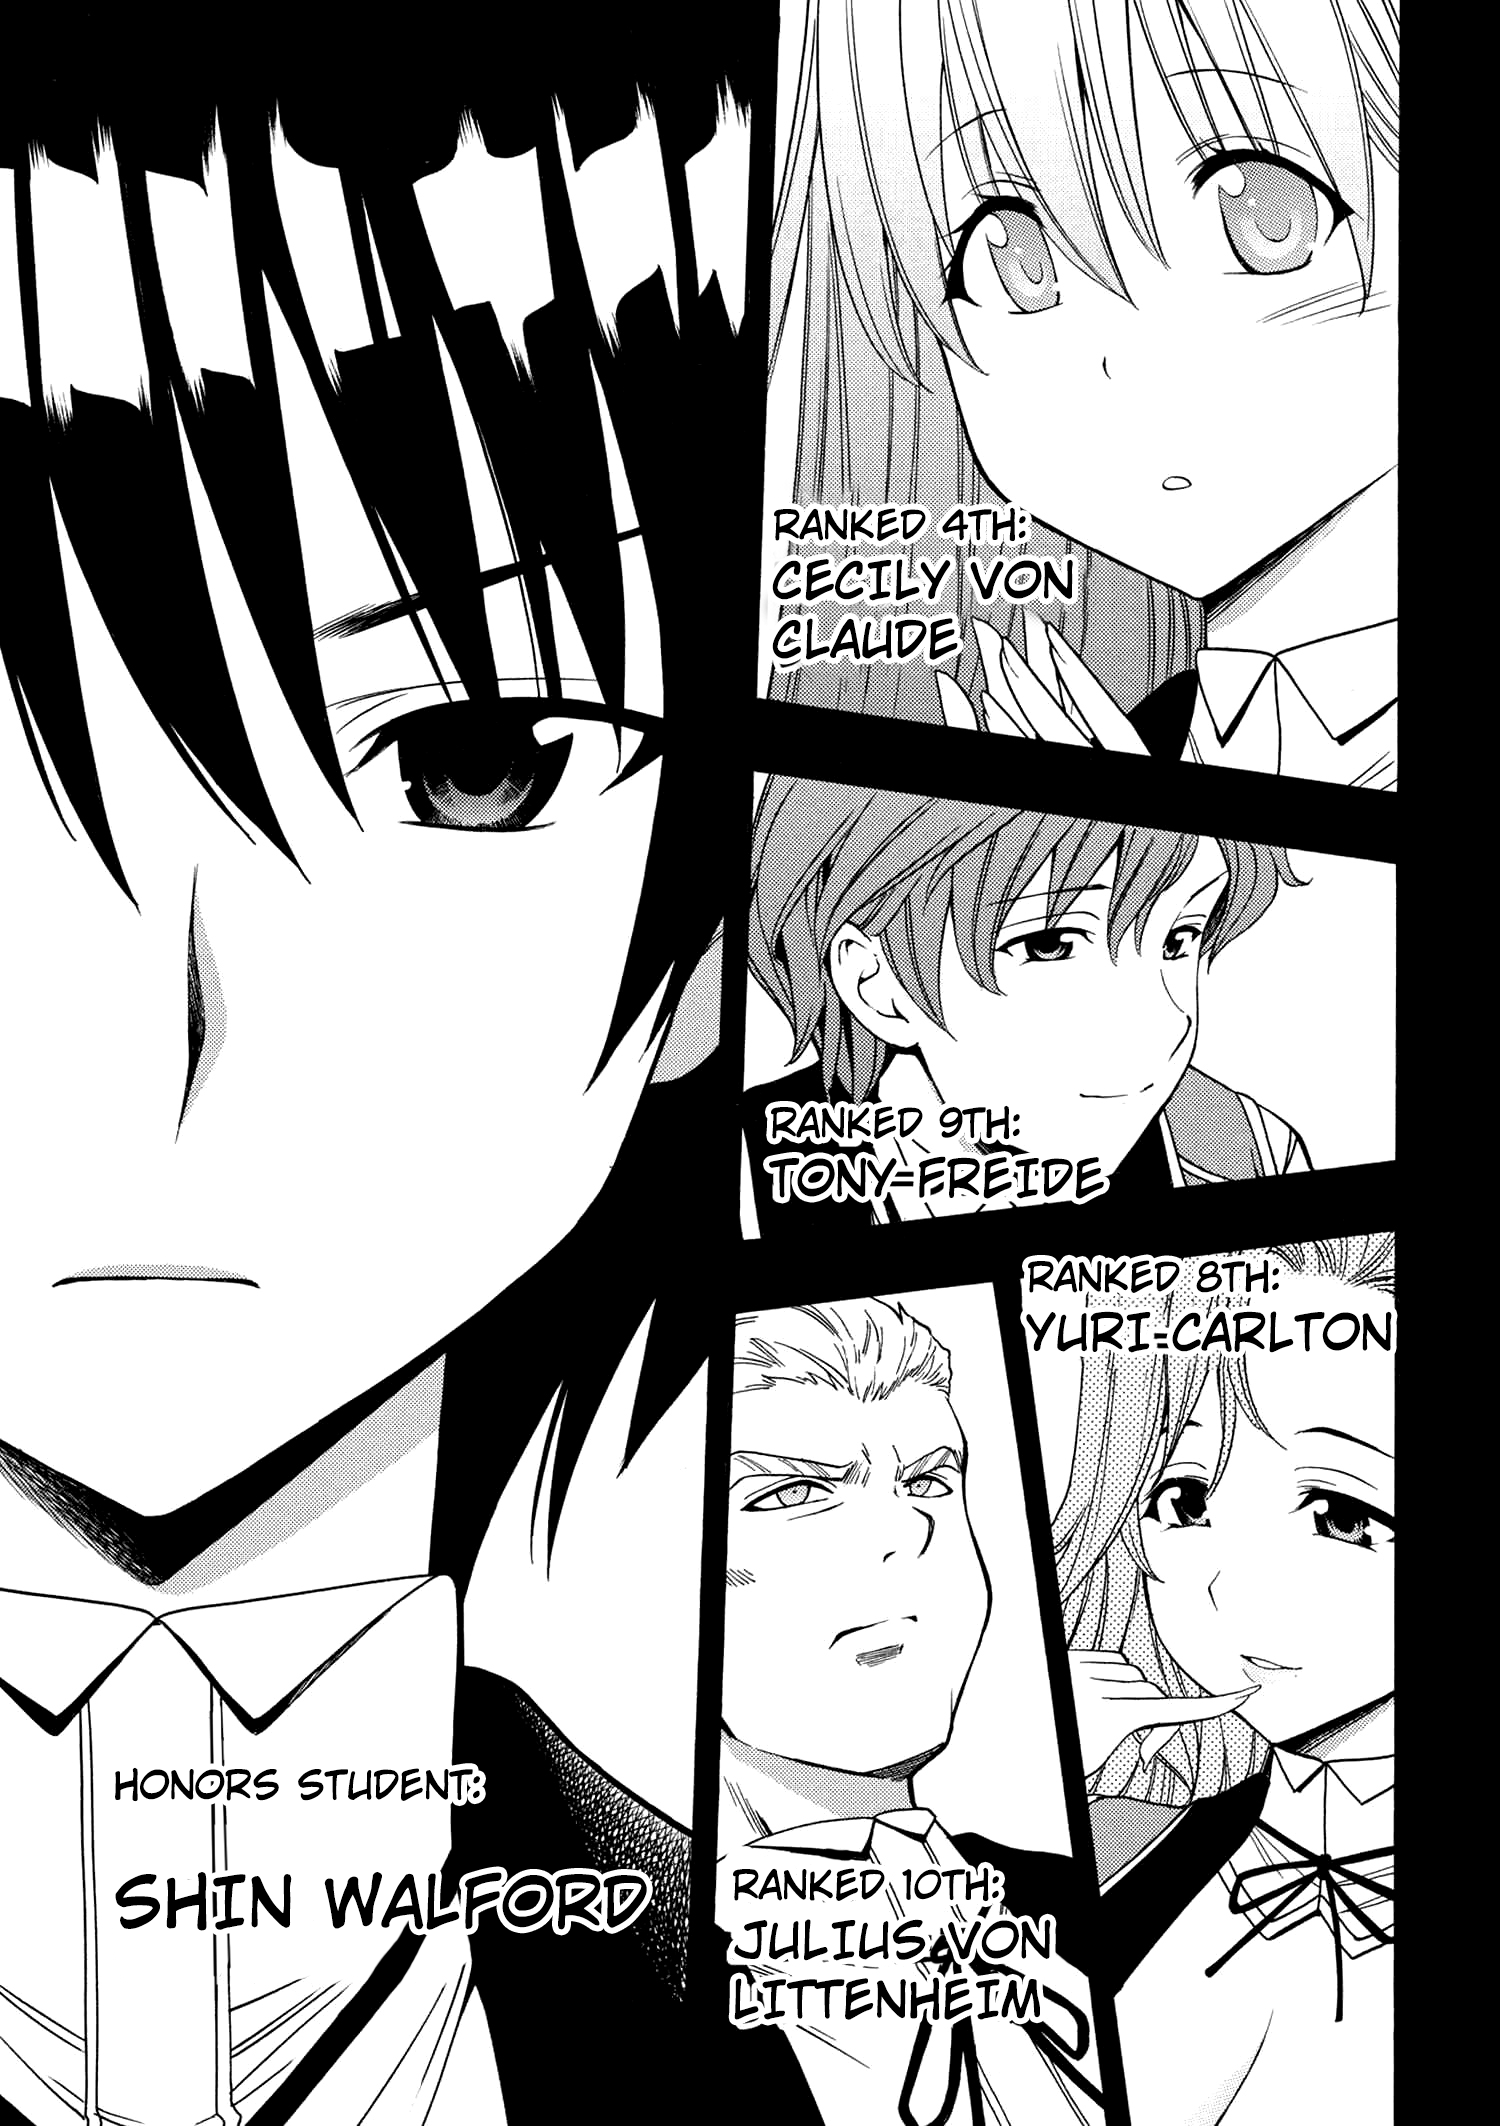 RANKED 4TH:
CECILY VON
CLAUDE
RANKED 9TH:
TONY=FREIDE
RANKED 8TH:
YURI=CARLTON
RANKED 10TH:
JULIUS VON
LITTENHEIM
HONORS STUDENT:
SHIN WALFORD